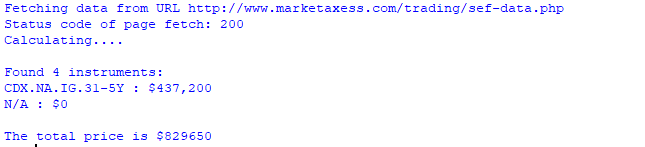 Fetching data from URL http://www.marketaxess.com/trading/sef-data.php
Status code of page fetch: 200
Calculating....
Found 4 instruments:
CDX.NA.IG.31-5Y : $437,200
N/A : $0
The total price is $829650